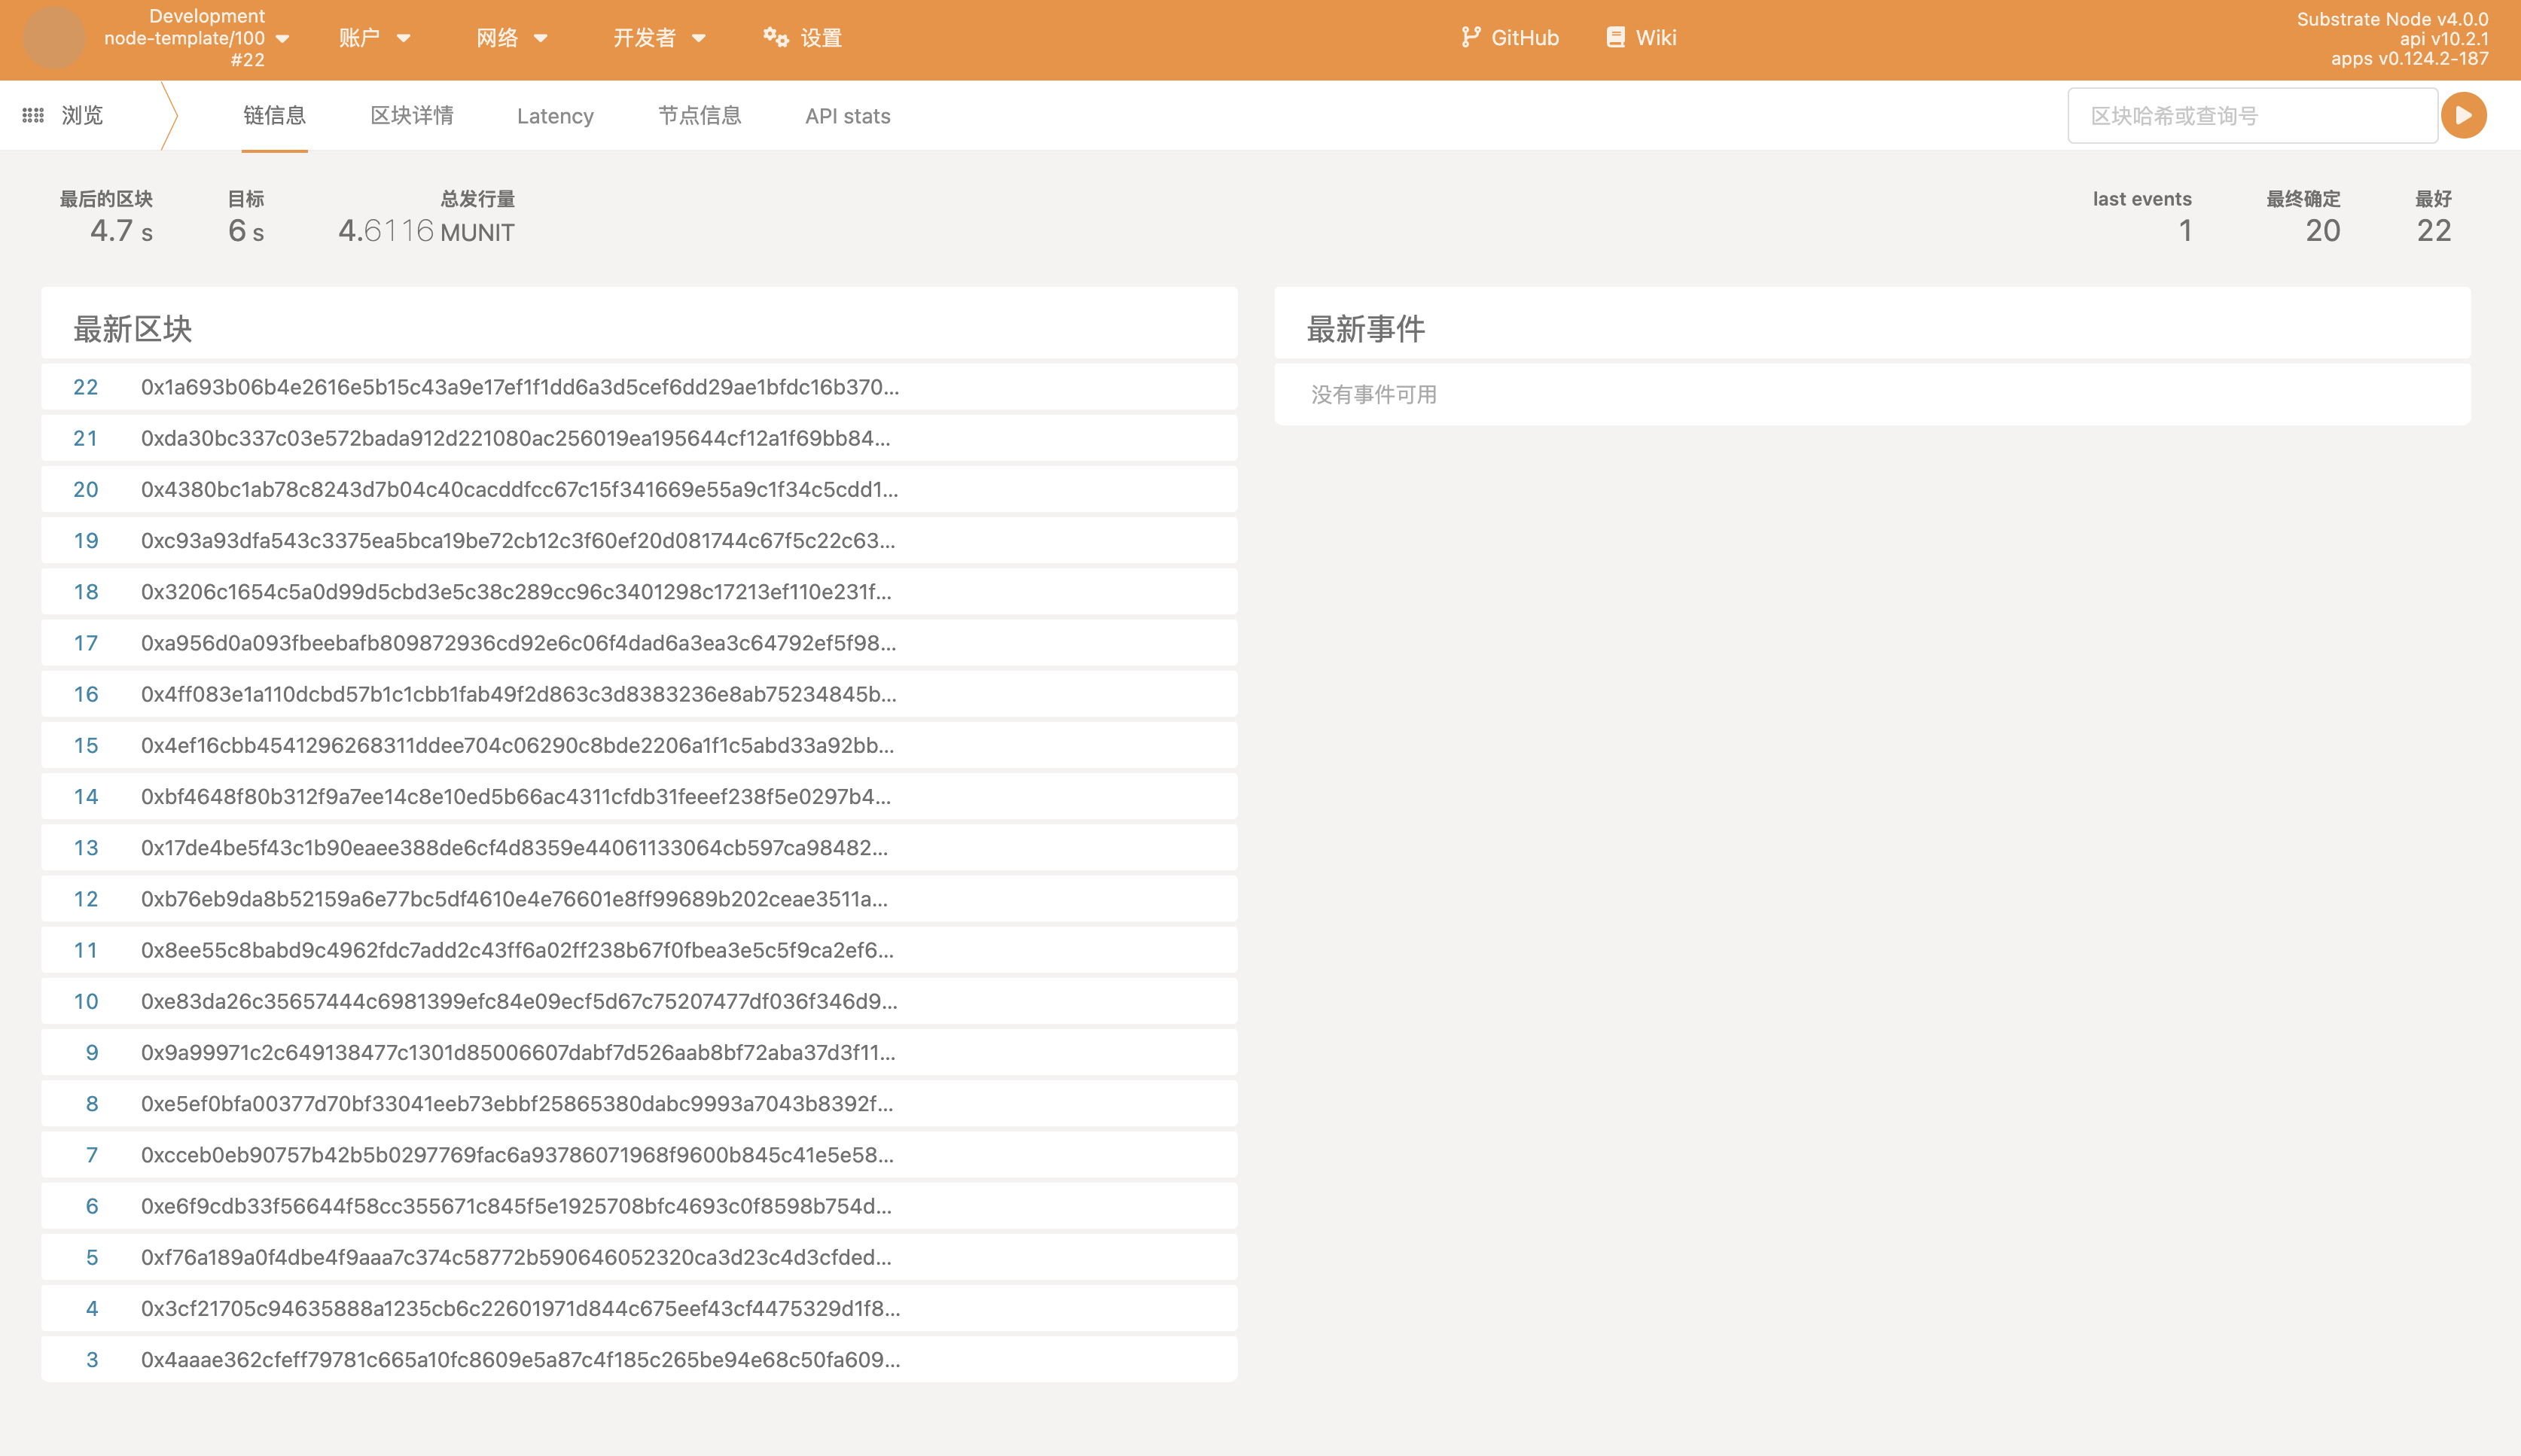 Development
node-template/100
#22
账户
网络
开发者
设置
GitHub
Wiki
Substrate Node v4.0.0
api v10.2.1
apps v0.124.2-187
浏览
链信息
区块详情
Latency
节点信息
API stats
区块哈希或查询号
最后的区块
4.7 s
目标
6 s
总发行量
4.6116 MUNIT
last events
1
最终确定
20
最好
22
最新区块
22 0x1a693b06b4e2616e5b15c43a9e17ef1f1dd6a3d5cef6dd29ae1bfdc16b370...
21 0xda30bc337c03e572bada912d221080ac256019ea195644cf12a1f69bb84...
20 0x4380bc1ab78c8243d7b04c40cacddfcc67c15f341669e55a9c1f34c5cdd1...
19 0xc93a93dfa543c3375ea5bca19be72cb12c3f60ef20d081744c67f5c22c63...
18 0x3206c1654c5a0d99d5cbd3e5c38c289cc96c3401298c17213ef110e231f...
17 0xa956d0a093fbeebafb809872936cd92e6c06f4dad6a3ea3c64792ef5f98...
16 0x4ff083e1a110dcbd57b1c1cbb1fab49f2d863c3d8383236e8ab75234845b...
15 0x4ef16cbb4541296268311ddee704c06290c8bde2206a1f1c5abd33a92bb...
14 0xbf4648f80b312f9a7ee14c8e10ed5b66ac4311cfdb31feeef238f5e0297b4...
13 0x17de4be5f43c1b90eaee388de6cf4d8359e44061133064cb597ca98482...
12 0xb76eb9da8b52159a6e77bc5df4610e4e76601e8ff99689b202ceae3511a...
11 0x8ee55c8babd9c4962fdc7add2c43ff6a02ff238b67f0fbea3e5c5f9ca2ef6...
10 0xe83da26c35657444c6981399efc84e09ecf5d67c75207477df036f346d9...
9 0x9a99971c2c649138477c1301d85006607dabf7d526aab8bf72aba37d3f11...
8 0xe5ef0bfa00377d70bf33041eeb73ebbf25865380dabc9993a7043b8392f...
7 0xcceb0eb90757b42b5b0297769fac6a93786071968f9600b845c41e5e58...
6 0xe6f9cdb33f56644f58cc355671c845f5e1925708bfc4693c0f8598b754d...
5 0xf76a189a0f4dbe4f9aaa7c374c58772b590646052320ca3d23c4d3cfded...
4 0x3cf21705c94635888a1235cb6c22601971d844c675eef43cf4475329d1f8...
3 0x4aaae362cfeff79781c665a10fc8609e5a87c4f185c265be94e68c50fa609...
最新事件
没有事件可用